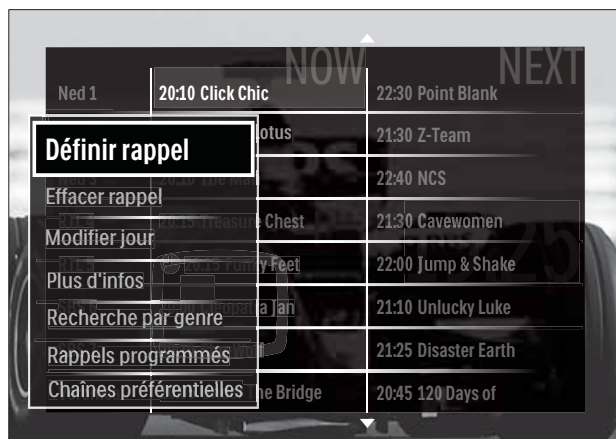 NOW NEXT
Ned 1 20:10 Click Chic 22:30 Point Blank
otus 21:30 Z-Team
Définir rappel
22:40 NCS
Effacer rappel
Chest 21:30 Cavewomen
Modifier jour
Feet 22:00 Jump & Shake
Plus d'infos
Jan 21:10 Unlucky Luke
Recherche par genre
21:25 Disaster Earth
Rappels programmés
The Bridge 20:45 120 Days of
Chaînes préférentielles